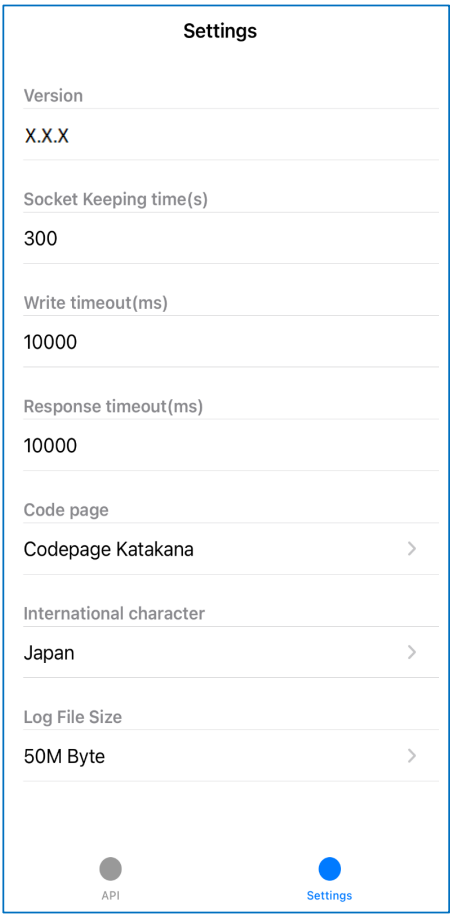 Settings
Version
X.X.X
Socket Keeping time(s)
300
Write timeout(ms)
10000
Response timeout(ms)
10000
Code page
Codepage Katakana
International character
Japan
Log File Size
50M Byte
API
Settings